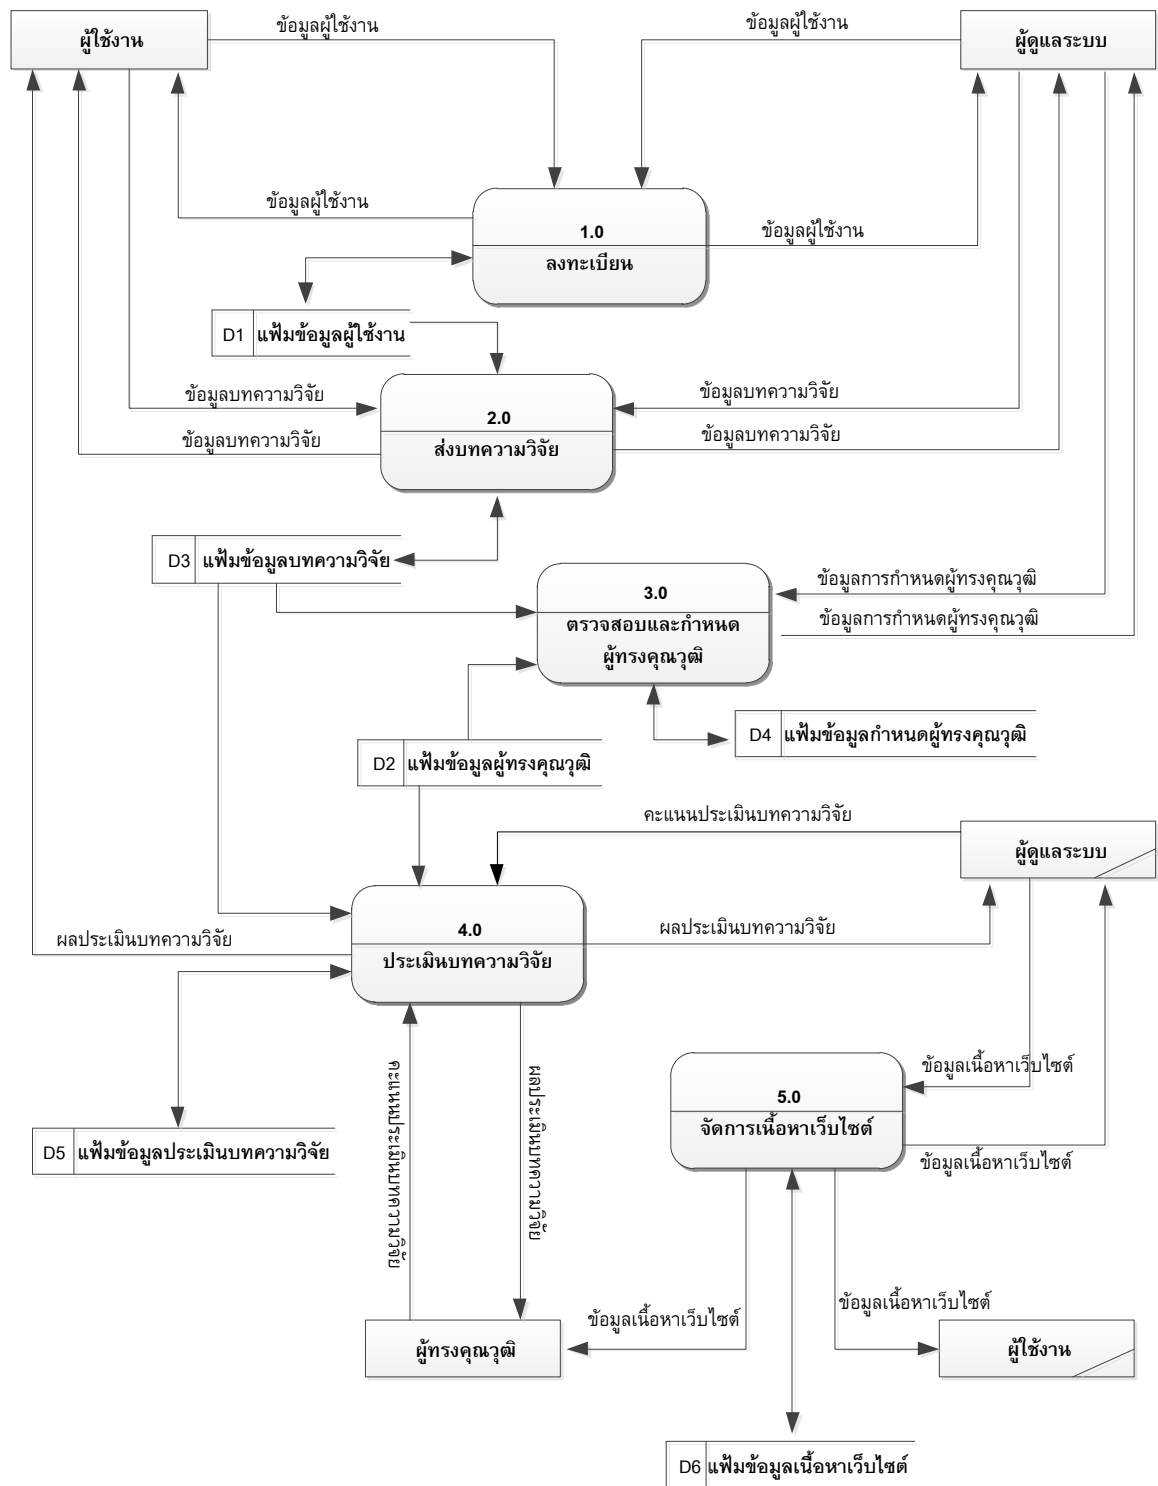 ข้อมูลผู้ใช้งาน
ข้อมูลผู้ใช้งาน
ผู้ใช้งาน
ผู้ดูแลระบบ
ข้อมูลผู้ใช้งาน
1.0
ข้อมูลผู้ใช้งาน
ลงทะเบียน
D1 แฟ้มข้อมูลผู้ใช้งาน
ข้อมูลบทความวิจัย
ข้อมูลบทความวิจัย
2.0
ข้อมูลบทความวิจัย
ข้อมูลบทความวิจัย
ส่งบทความวิจัย
D3 แฟ้มข้อมูลบทความวิจัย
ข้อมูลการกำหนดผู้ทรงคุณวุฒิ
3.0
ข้อมูลการกำหนดผู้ทรงคุณวุฒิ
ตรวจสอบและกำหนด
ผู้ทรงคุณวุฒิ
D4 แฟ้มข้อมูลกำหนดผู้ทรงคุณวุฒิ
D2 แฟ้มข้อมูลผู้ทรงคุณวุฒิ
คะแนนประเมินบทความวิจัย
ผู้ดูแลระบบ
4.0
ผลประเมินบทความวิจัย
ผลประเมินบทความวิจัย
ประเมินบทความวิจัย
คะแนนประเมินบทความวิจัย
ผลประเมินบทความวิจัย
ข้อมูลเนื้อหาเว็บไซต์
5.0
จัดการเนื้อหาเว็บไซต์
ข้อมูลเนื้อหาเว็บไซต์
D5 แฟ้มข้อมูลประเมินบทความวิจัย
ข้อมูลเนื้อหาเว็บไซต์
ข้อมูลเนื้อหาเว็บไซต์
ผู้ทรงคุณวุฒิ
ผู้ใช้งาน
D6 แฟ้มข้อมูลเนื้อหาเว็บไซต์